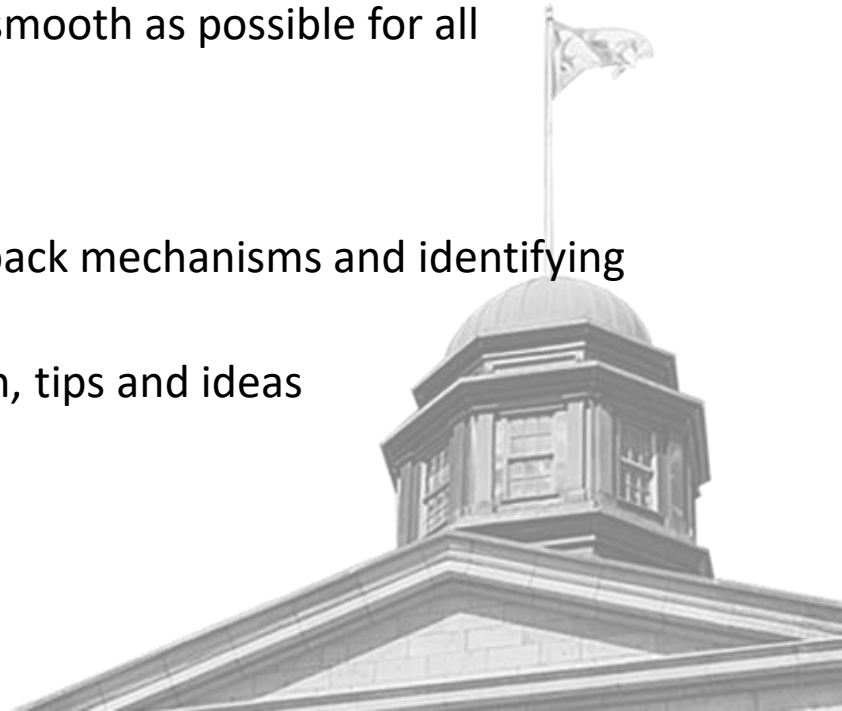 smooth as possible for all
back mechanisms and identifying
, tips and ideas